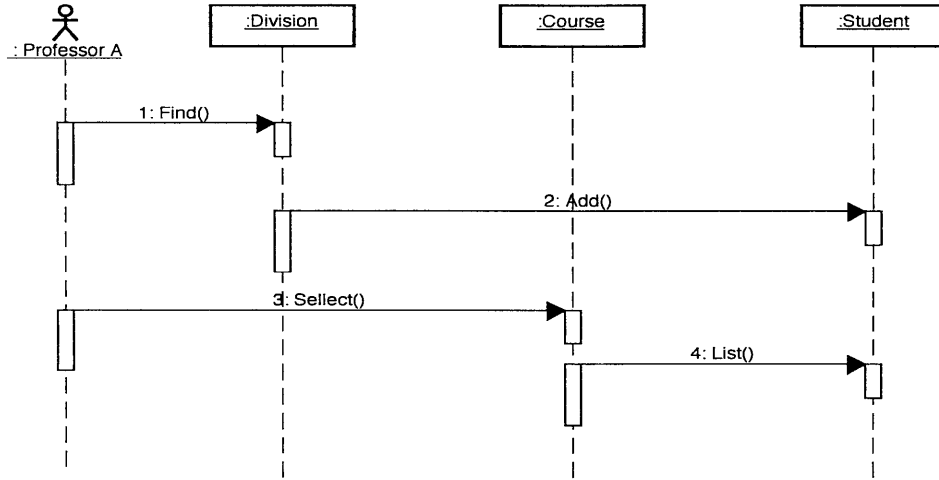 :Division
:Course
:Student
: Professor A
1: Find()
2: Add()
3: Sellect()
4: List()